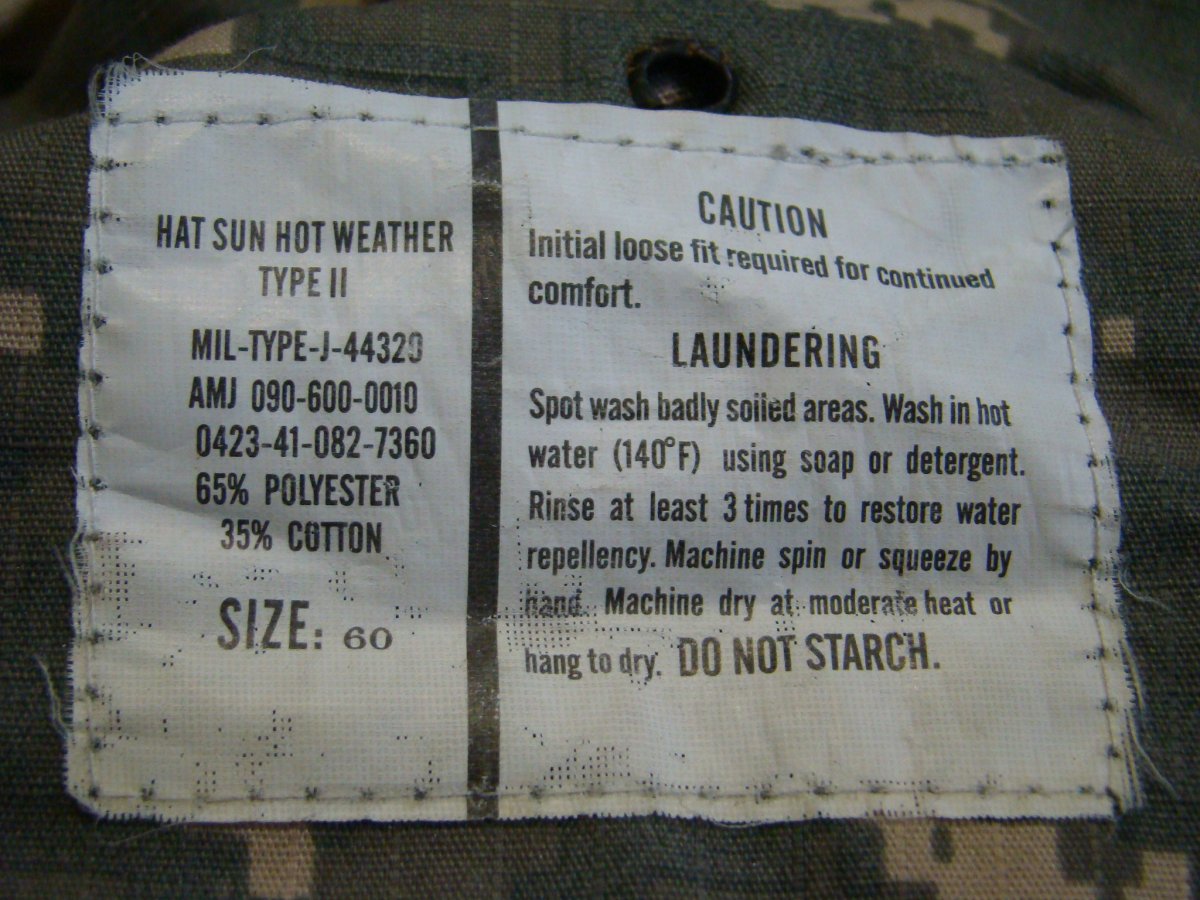 HAT SUN HOT WEATHER
TYPE II
MIL-TYPE-J-44329
AMJ 090-600-0010
0423-41-082-7360
65% POLYESTER
35% COTTON
SIZE: 60
CAUTION
Initial loose fit required for continued
comfort.
LAUNDERING
Spot wash badly soiled areas. Wash in hot
water (140°F) using soap or detergent.
Rinse at least 3 times to restore water
repellency. Machine spin or squeeze by
hand. Machine dry at moderate heat or
hang to dry. DO NOT STARCH.